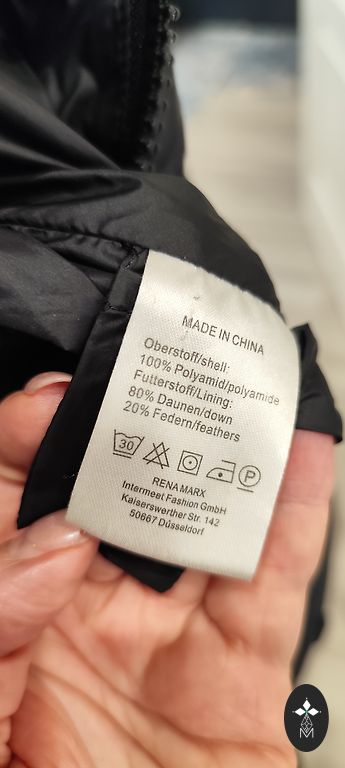 MADE IN CHINA
Oberstoff/shell:
100% Polyamid/polyamide
Futterstoff/Lining:
80% Daunen/down
20% Federn/feathers
30 P
RENA MARX
Intermeet Fashion GmbH
Kaiserswerther Str. 142
50667 Düsseldorf
M